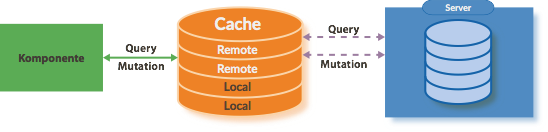 Komponente
Query
Mutation
Cache
Remote
Remote
Local
Local
Query
Mutation
Server